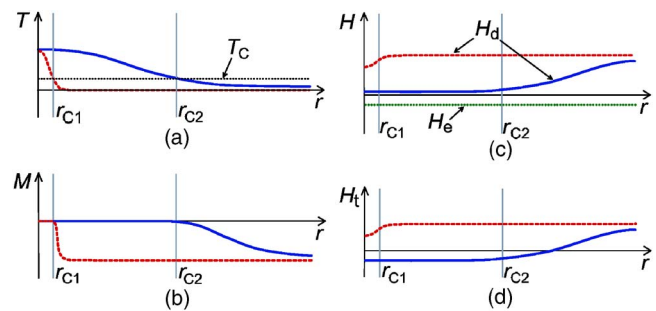 T
T_C
r
r_C1
r_C2
(a)
H
H_d
H_e
r
r_C1
r_C2
(c)
M
r
r_C1
r_C2
(b)
H_t
r
r_C1
r_C2
(d)